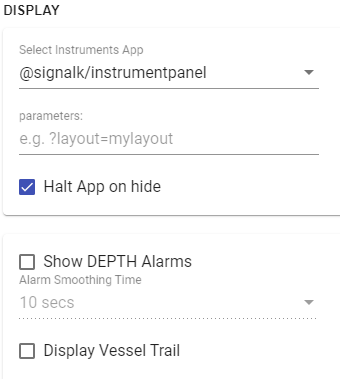 DISPLAY
Select Instruments App
@signalk/instrumentpanel
parameters:
e.g. ?layout=mylayout
Halt App on hide
Show DEPTH Alarms
Alarm Smoothing Time
10 secs
Display Vessel Trail